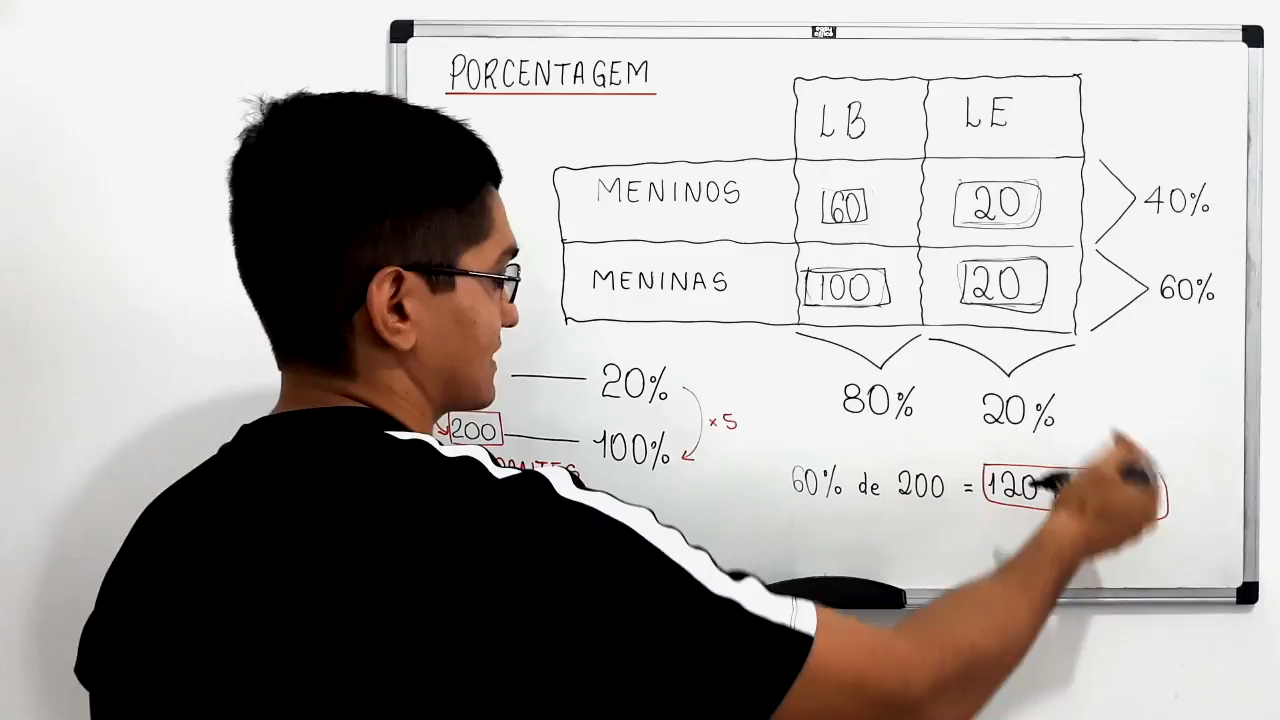 PORCENTAGEM
LB LE
MENINOS 60 20 40%
MENINAS 100 20 60%
80% 20%
20%
200 100% x5
60% de 200 = 120